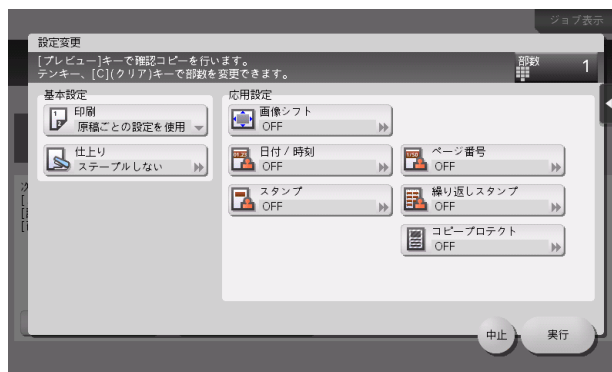 ジョブ表示
設定変更
[プレビュー]キーで確認コピーを行います。
テンキー、[C](クリア)キーで部数を変更できます。
部数
1
基本設定
印刷
原稿ごとの設定を使用
仕上り
ステープルしない
応用設定
画像シフト
OFF
日付/時刻
OFF
ページ番号
OFF
スタンプ
OFF
繰り返しスタンプ
OFF
コピープロテクト
OFF
中止
実行